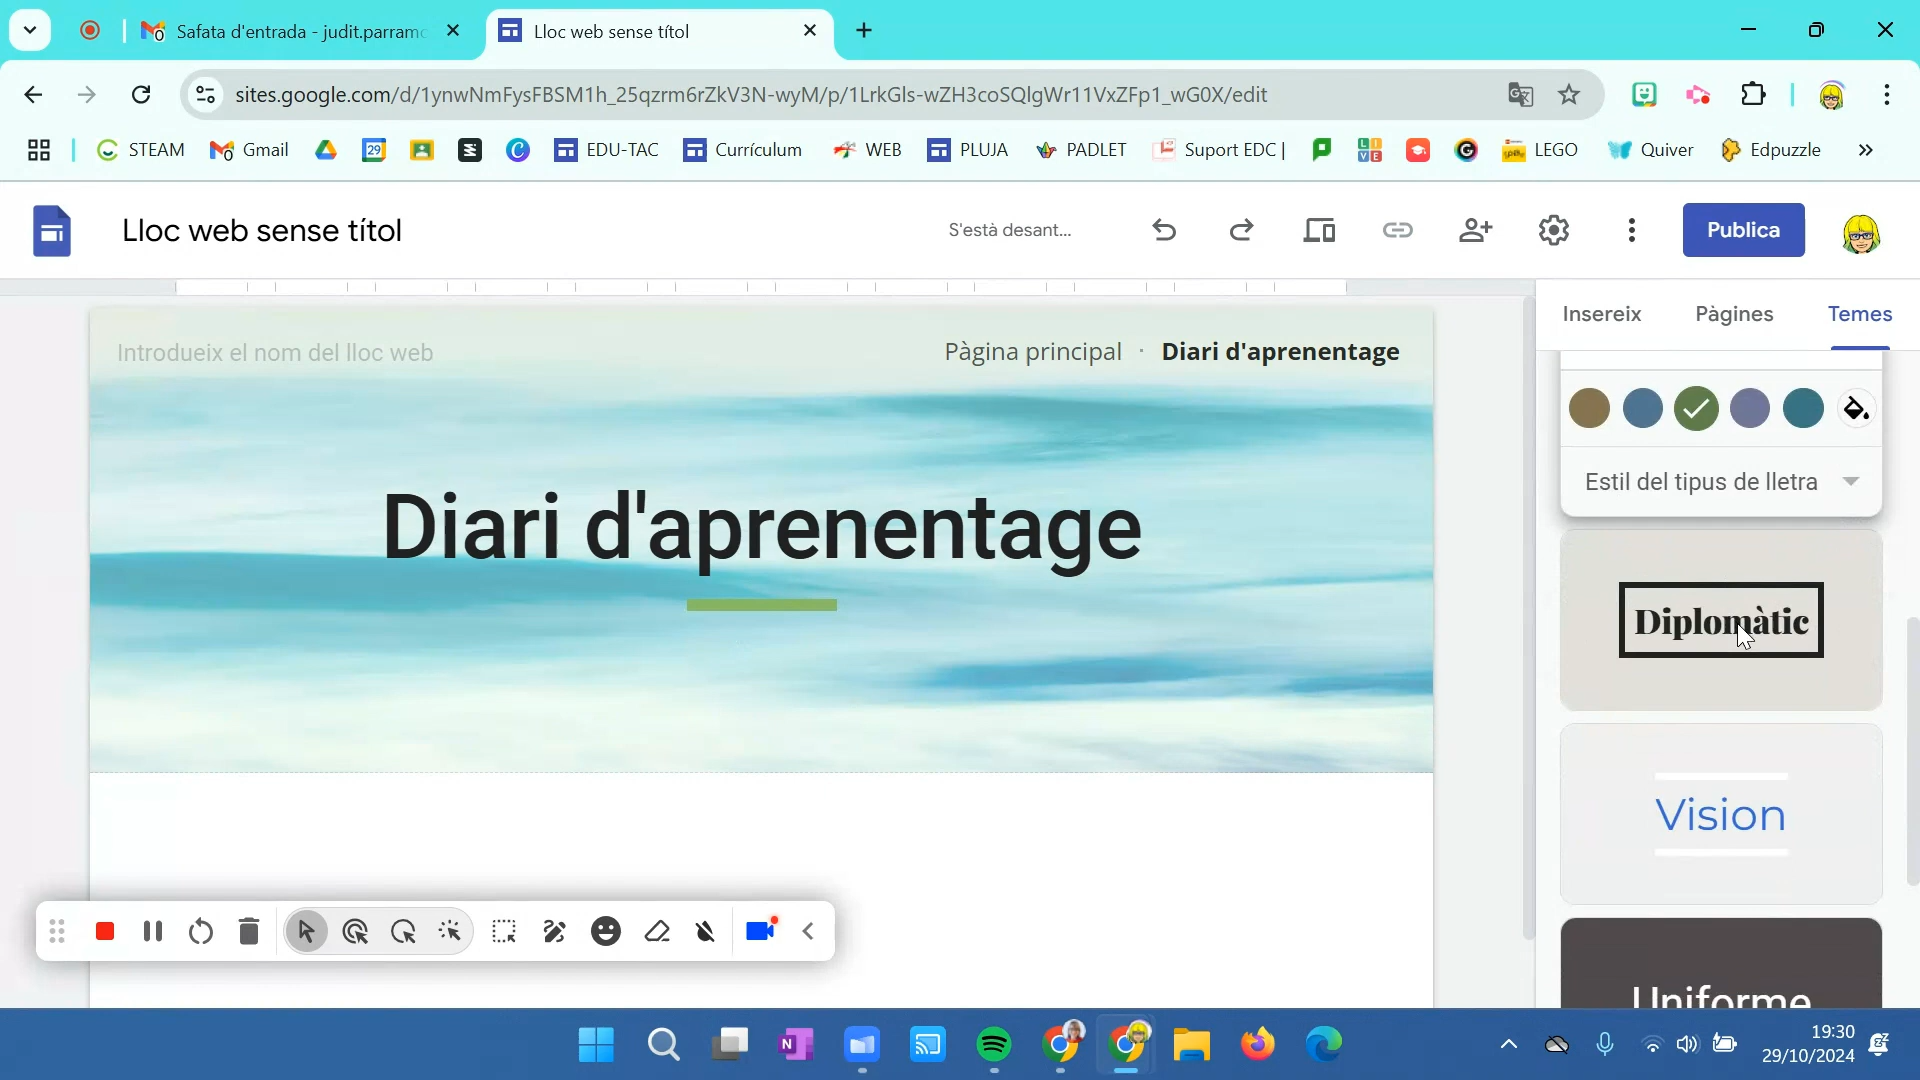 Safata d'entrada - judit.parramo
Lloc web sense títol
sites.google.com/d/1ynwNmFysFBSM1h_25qzrm6rZkV3N-wyM/p/1LrkGls-wZH3coSQlgWr11VxZFp1_wG0X/edit
STEAM Gmail EDU-TAC Currículum WEB PLUJA PADLET Suport EDC | LEGO Quiver Edpuzzle »
Lloc web sense títol
S'està desant...
Publica
Insereix Pàgines Temes
Introdueix el nom del lloc web
Pàgina principal · Diari d'aprenentage
Diari d'aprenentage
Estil del tipus de lletra
Diplomàtic
Vision
Uniforme
19:30
29/10/2024